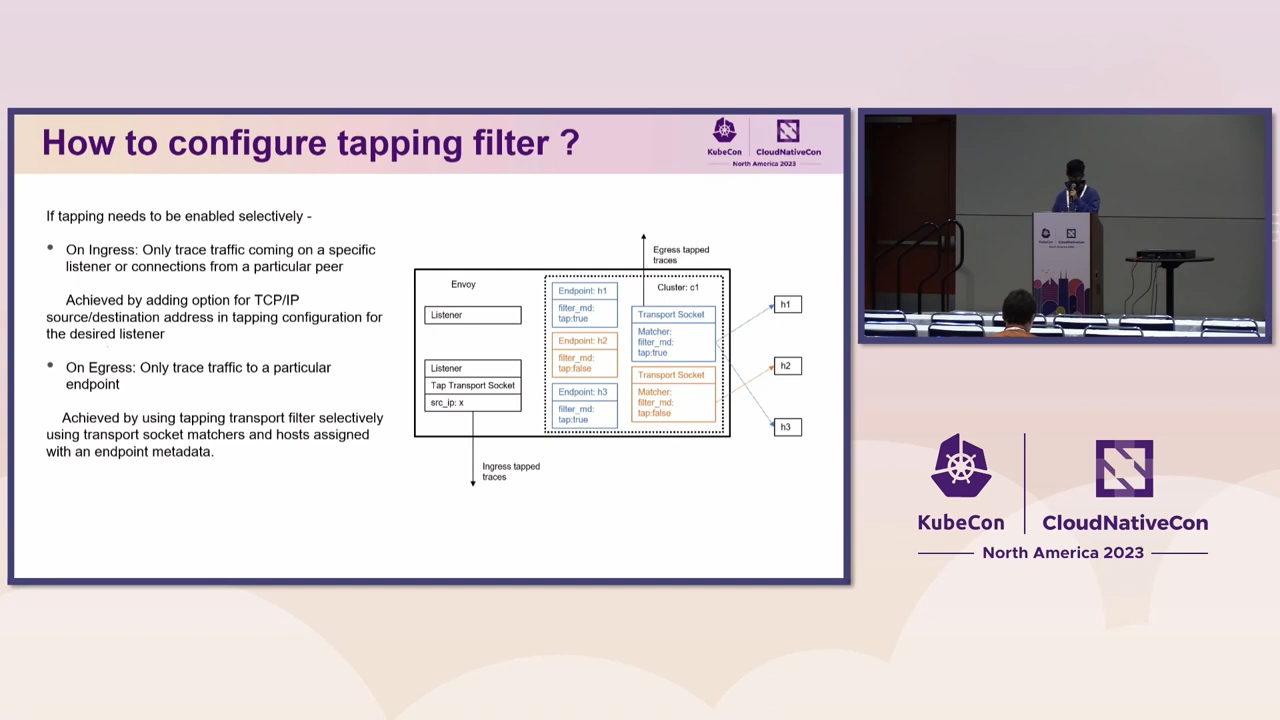 How to configure tapping filter ?
KubeCon
CloudNativeCon
North America 2023
If tapping needs to be enabled selectively -
• On Ingress: Only trace traffic coming on a specific
listener or connections from a particular peer
Achieved by adding option for TCP/IP
source/destination address in tapping configuration for
the desired listener
• On Egress: Only trace traffic to a particular
endpoint
Achieved by using tapping transport filter selectively
using transport socket matchers and hosts assigned
with an endpoint metadata.
Egress tapped
traces
Envoy
Listener
Listener
Tap Transport Socket
src_ip: x
Ingress tapped
traces
Endpoint: h1
filter_md:
tap:true
Endpoint: h2
filter_md:
tap:false
Endpoint: h3
filter_md:
tap:true
Cluster: c1
Transport Socket
Matcher:
filter_md:
tap:true
Transport Socket
Matcher:
filter_md:
tap:false
h1
h2
h3
KubeCon
CloudNativeCon
North America 2023